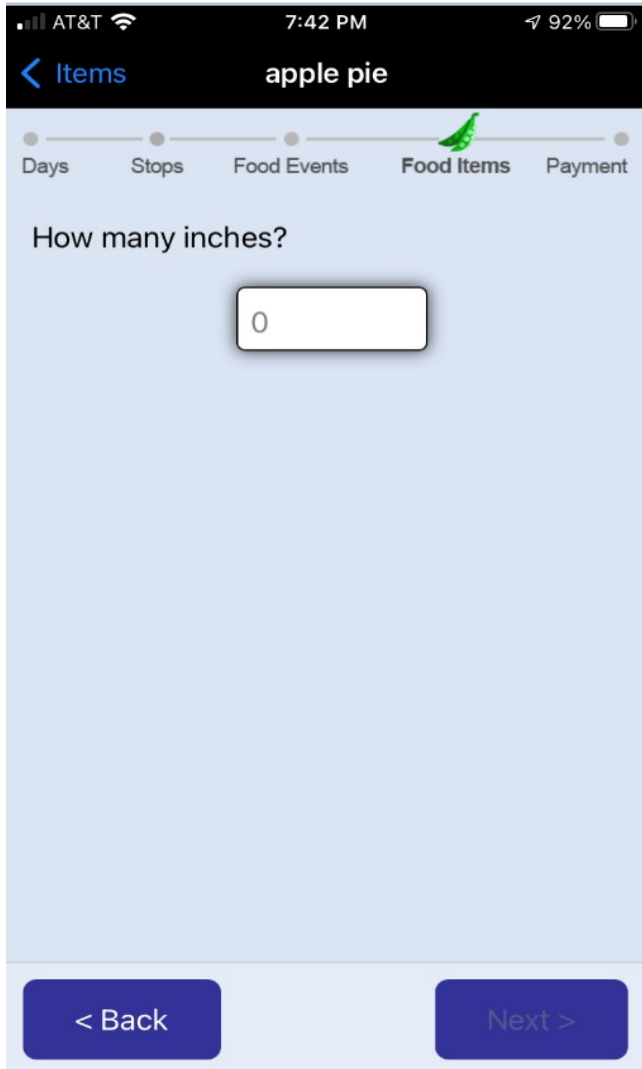 AT&T 7:42 PM 92%
Items apple pie
Days Stops Food Events Food Items Payment
How many inches?
0
< Back Next >